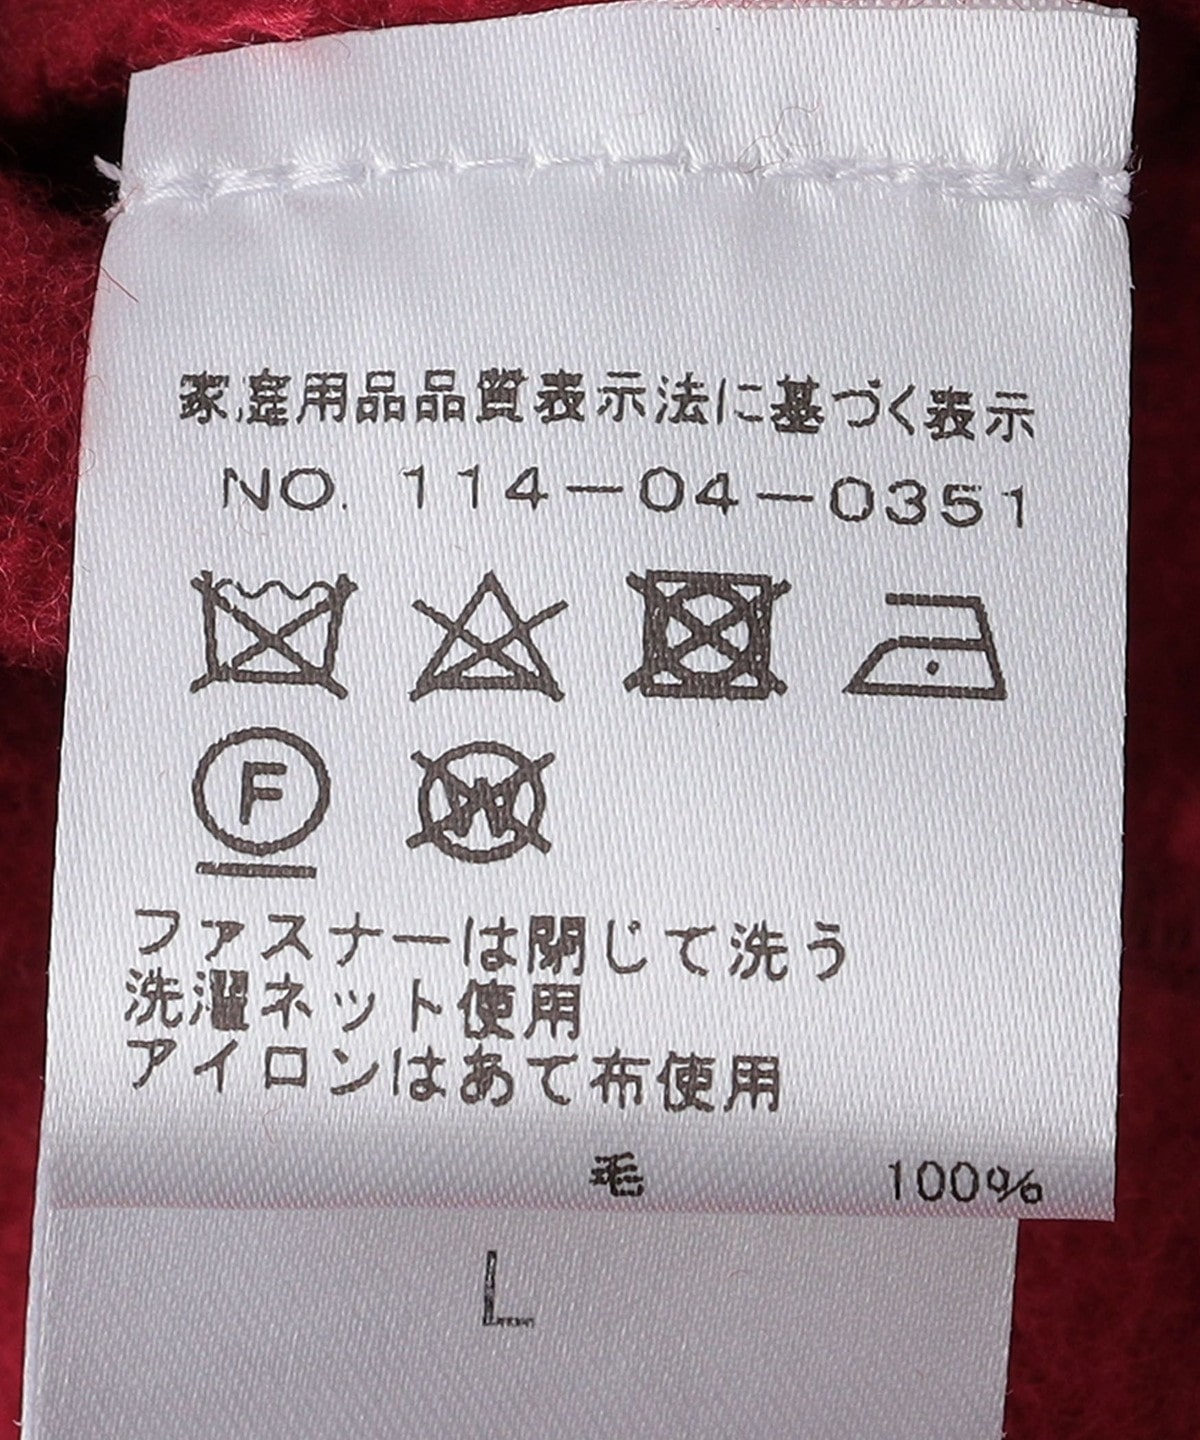 家庭用品品質表示法に基づく表示
NO. 114-04-0351
F
W
ファスナーは閉じて洗う
洗濯ネット使用
アイロンはあて布使用
毛 100%
L